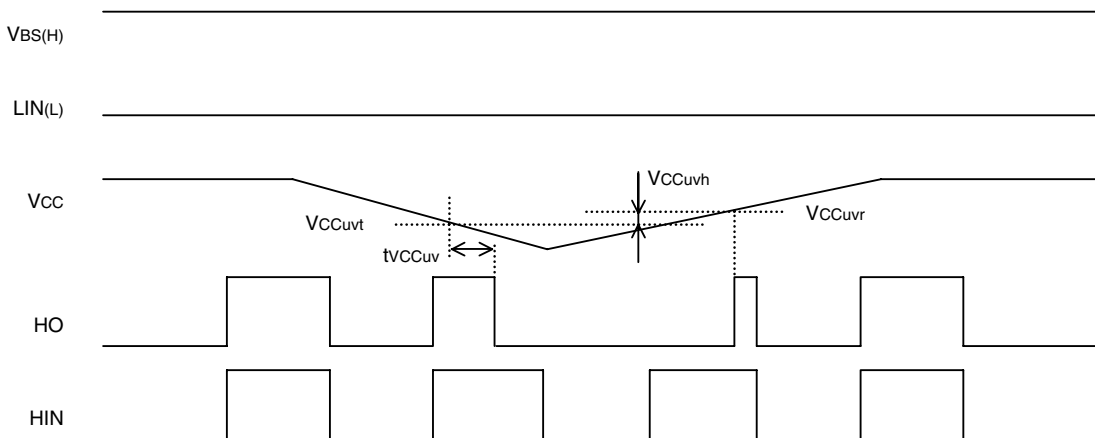 VBS(H)
LIN(L)
VCC
VCCuvh
VCCuvt
VCCuvr
tVCCuv
HO
HIN